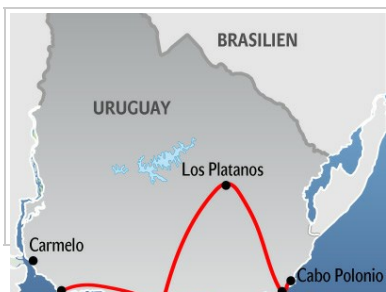 BRASILIEN
URUGUAY
Los Platanos
Carmelo
Cabo Polonio